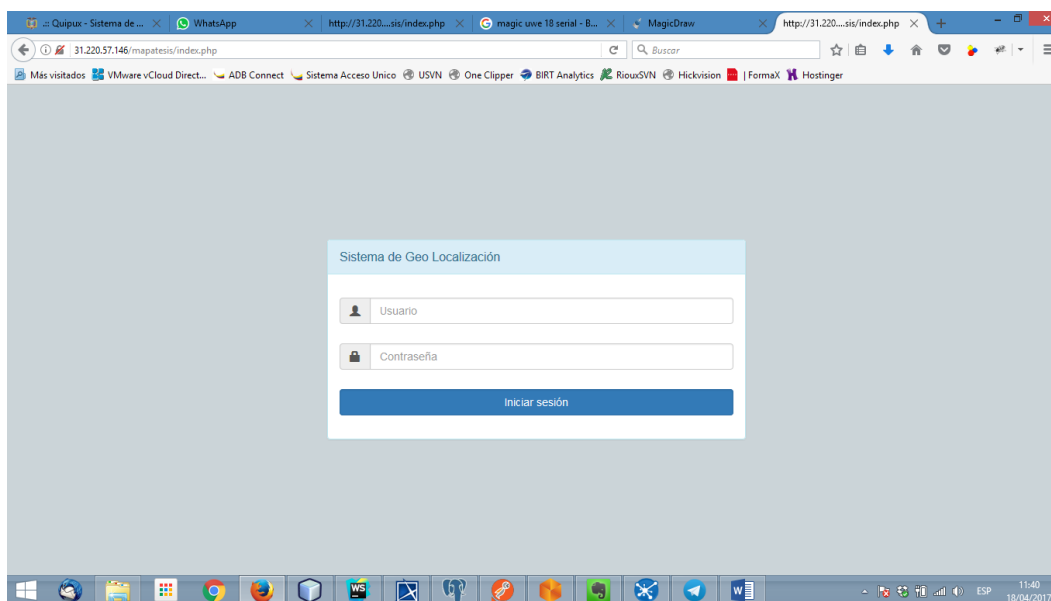 .:: Quipux - Sistema de ...
WhatsApp
http://31.220....sis/index.php
magic uwe 18 serial - B...
MagicDraw
http://31.220....sis/index.php
31.220.57.146/mapatesis/index.php
Buscar
Más visitados
VMware vCloud Direct...
ADB Connect
Sistema Acceso Unico
USVN
One Clipper
BIRT Analytics
RiouxSVN
Hickvision
| FormaX
Hostinger
Sistema de Geo Localización
Usuario
Contraseña
Iniciar sesión
WS
W
ESP
11:40
18/04/2017